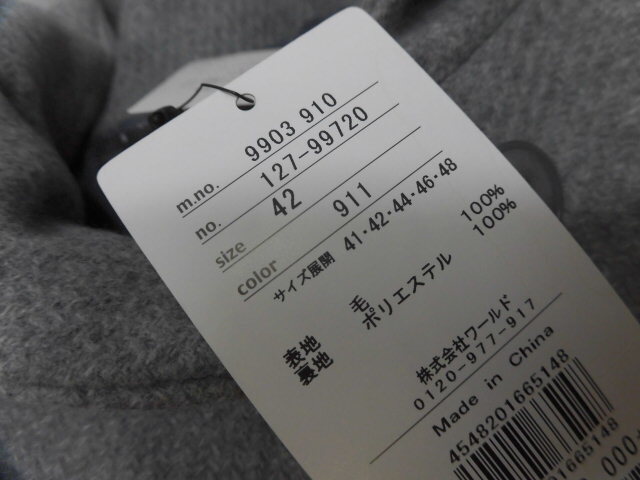 m.no. 9903 910
no. 127-99720
size 42
color 911
サイズ展開 41・42・44・46・48
表地 毛 100%
裏地 ポリエステル 100%
株式会社ワールド
0120-977-917
Made in China
4548201665148
01665148
000